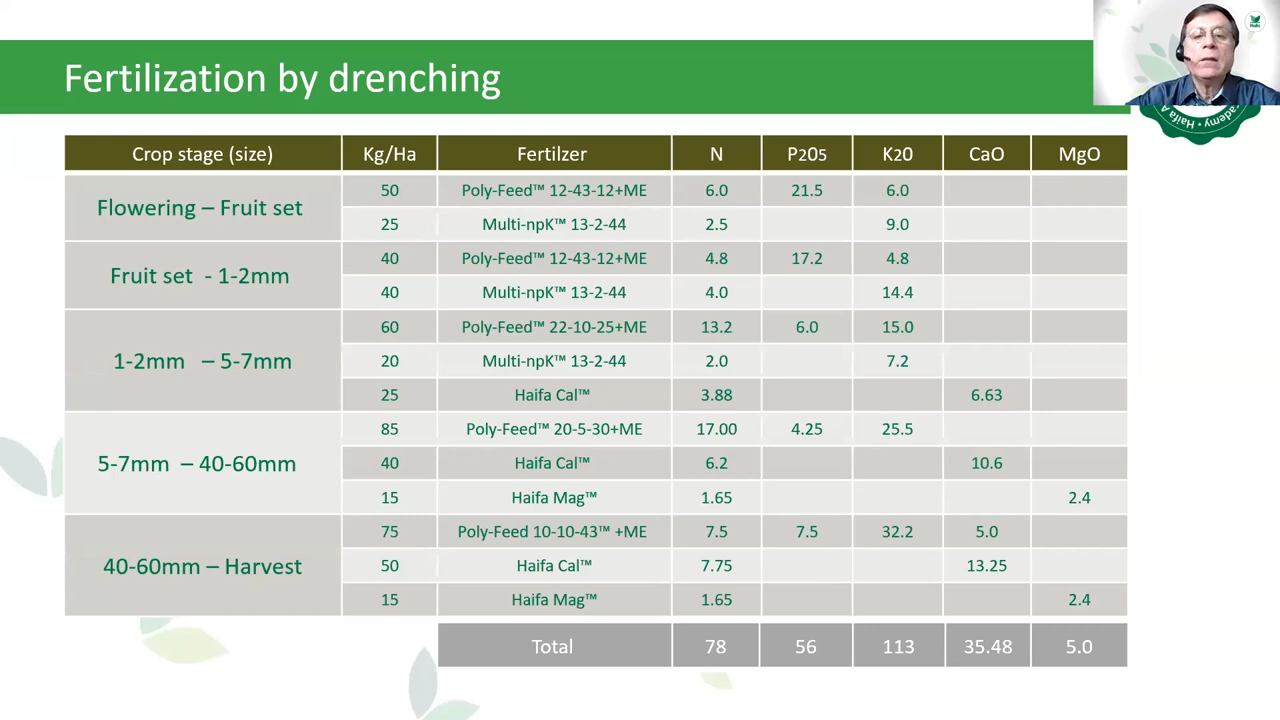 Fertilization by drenching
Haifa
ademy • Haifa A
Crop stage (size) Kg/Ha Fertilzer N P205 K20 CaO MgO
Flowering – Fruit set
50 Poly-Feed™ 12-43-12+ME 6.0 21.5 6.0
25 Multi-npK™ 13-2-44 2.5 9.0
Fruit set - 1-2mm
40 Poly-Feed™ 12-43-12+ME 4.8 17.2 4.8
40 Multi-npK™ 13-2-44 4.0 14.4
1-2mm – 5-7mm
60 Poly-Feed™ 22-10-25+ME 13.2 6.0 15.0
20 Multi-npK™ 13-2-44 2.0 7.2
25 Haifa Cal™ 3.88 6.63
5-7mm – 40-60mm
85 Poly-Feed™ 20-5-30+ME 17.00 4.25 25.5
40 Haifa Cal™ 6.2 10.6
15 Haifa Mag™ 1.65 2.4
40-60mm – Harvest
75 Poly-Feed 10-10-43™ +ME 7.5 7.5 32.2 5.0
50 Haifa Cal™ 7.75 13.25
15 Haifa Mag™ 1.65 2.4
Total 78 56 113 35.48 5.0